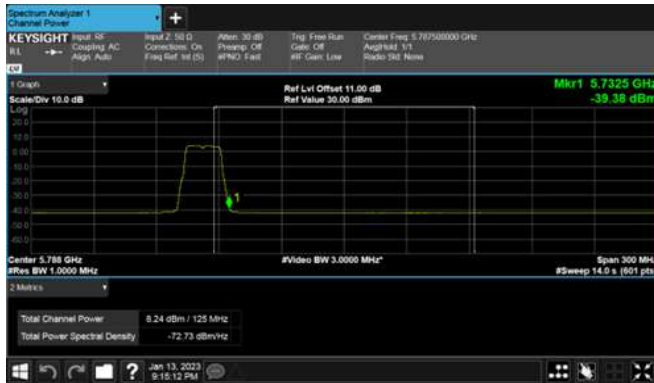 Spectrum Analyzer 1
Channel Power
+
KEYSIGHT Input: RF Input Z: 50 Ω Atten: 30 dB Trig: Free Run Center Freq: 5.787500000 GHz
RL Coupling: AC Corrections: On Preamp: Off Gate: Off Avg|Hold: 1/1
Align: Auto Freq Ref: Int (S) #PNO: Fast #IF Gain: Low Radio Std: None
1 Graph
Ref Lvl Offset 11.00 dB Mkr1 5.7325 GHz
Scale/Div 10.0 dB Ref Value 30.00 dBm -39.38 dBm
Log
20.0
10.0
0.00
-10.0
-20.0
-30.0
-40.0
-50.0
-60.0
1
Center 5.788 GHz #Video BW 3.0000 MHz* Span 300 MHz
#Res BW 1.0000 MHz #Sweep 14.0 s (601 pts
2 Metrics
Total Channel Power 8.24 dBm / 125 MHz
Total Power Spectral Density -72.73 dBm/Hz
? Jan 13, 2023
9:15:12 PM